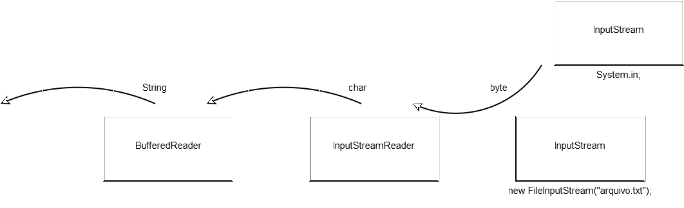 InputStream
System.in;
String
char
byte
BufferedReader
InputStreamReader
InputStream
new FileInputStream("arquivo.txt");